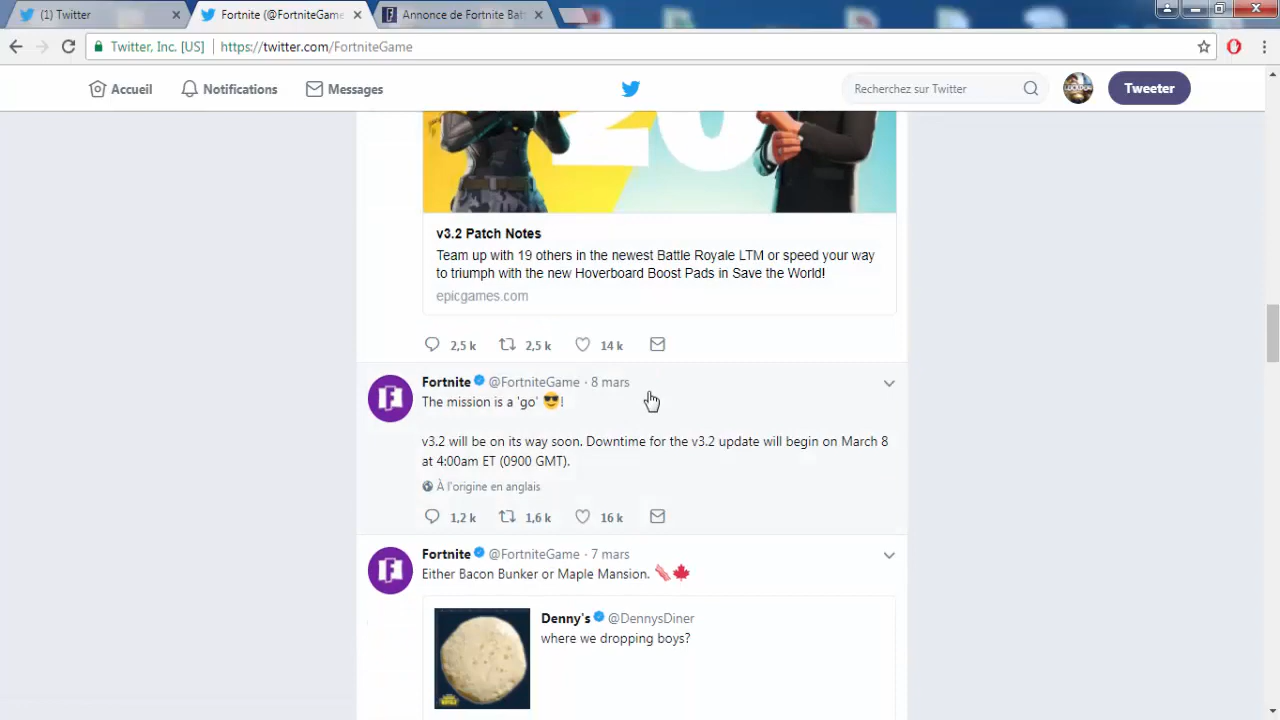 (1) Twitter
Fortnite (@FortniteGame
Annonce de Fortnite Bat
Twitter, Inc. [US]
https://twitter.com/FortniteGame
Accueil
Notifications
Messages
Recherchez sur Twitter
Tweeter
20
v3.2 Patch Notes
Team up with 19 others in the newest Battle Royale LTM or speed your way
to triumph with the new Hoverboard Boost Pads in Save the World!
epicgames.com
2,5 k 2,5 k 14 k
Fortnite @FortniteGame · 8 mars
The mission is a 'go' 😎!
v3.2 will be on its way soon. Downtime for the v3.2 update will begin on March 8
at 4:00am ET (0900 GMT).
À l'origine en anglais
1,2 k 1,6 k 16 k
Fortnite @FortniteGame · 7 mars
Either Bacon Bunker or Maple Mansion. 🥓🍁
Denny's @DennysDiner
where we dropping boys?